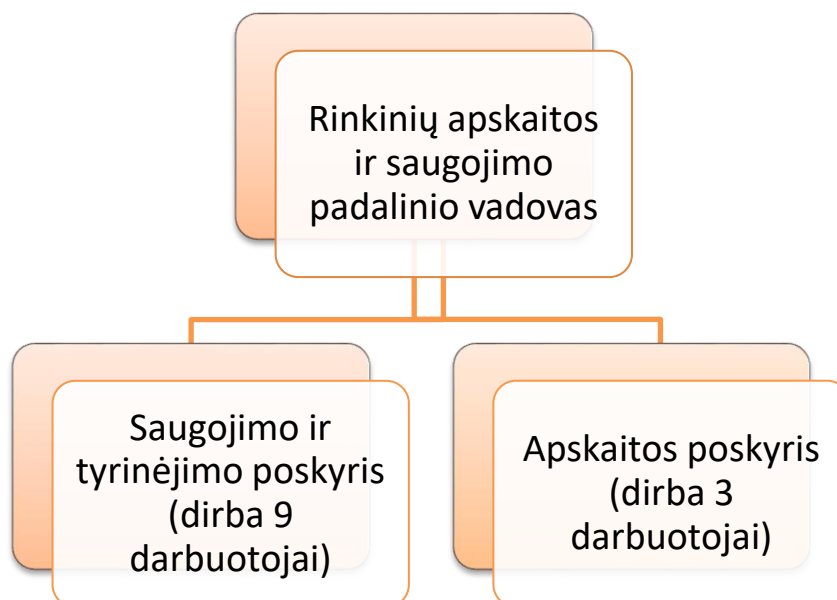 Rinkinių apskaitos
ir saugojimo
padalinio vadovas
Saugojimo ir
tyrinėjimo poskyris
(dirba 9
darbuotojai)
Apskaitos poskyris
(dirba 3
darbuotojai)